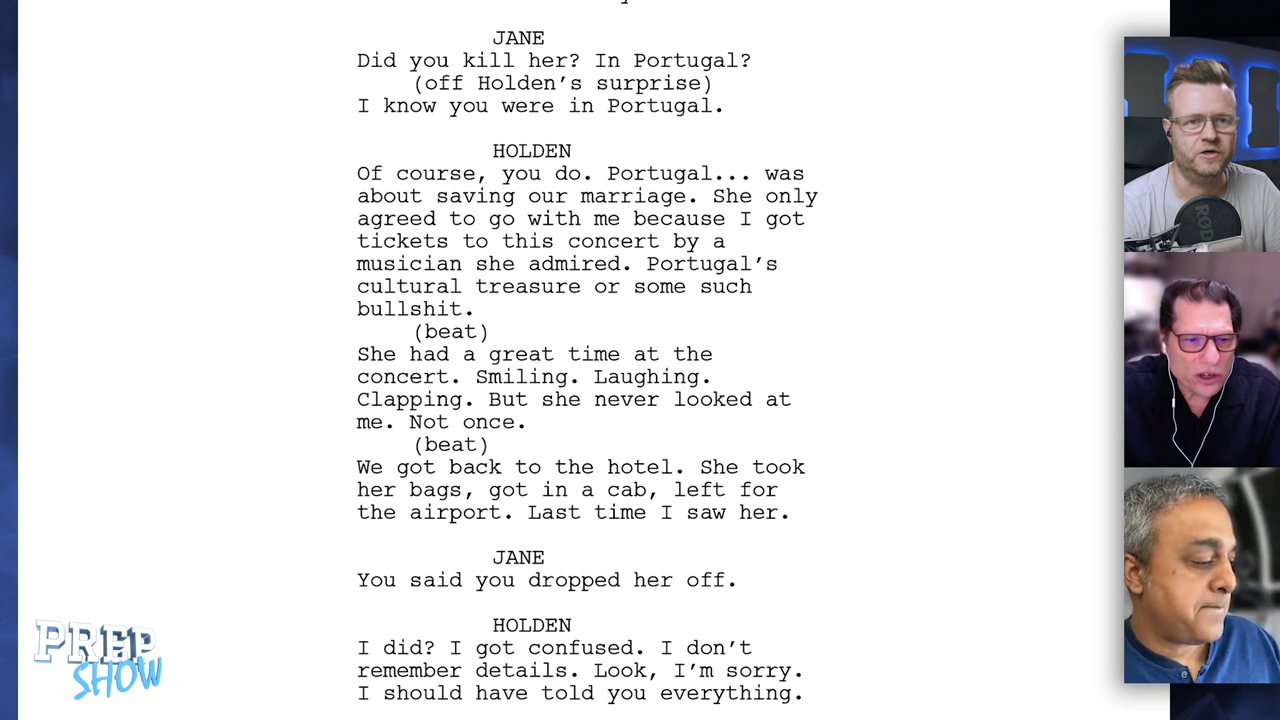 JANE
Did you kill her? In Portugal?
(off Holden's surprise)
I know you were in Portugal.
HOLDEN
Of course, you do. Portugal... was
about saving our marriage. She only
agreed to go with me because I got
tickets to this concert by a
musician she admired. Portugal's
cultural treasure or some such
bullshit.
(beat)
She had a great time at the
concert. Smiling. Laughing.
Clapping. But she never looked at
me. Not once.
(beat)
We got back to the hotel. She took
her bags, got in a cab, left for
the airport. Last time I saw her.
JANE
You said you dropped her off.
HOLDEN
I did? I got confused. I don't
remember details. Look, I'm sorry.
I should have told you everything.
PREP
SHOW
RØDE